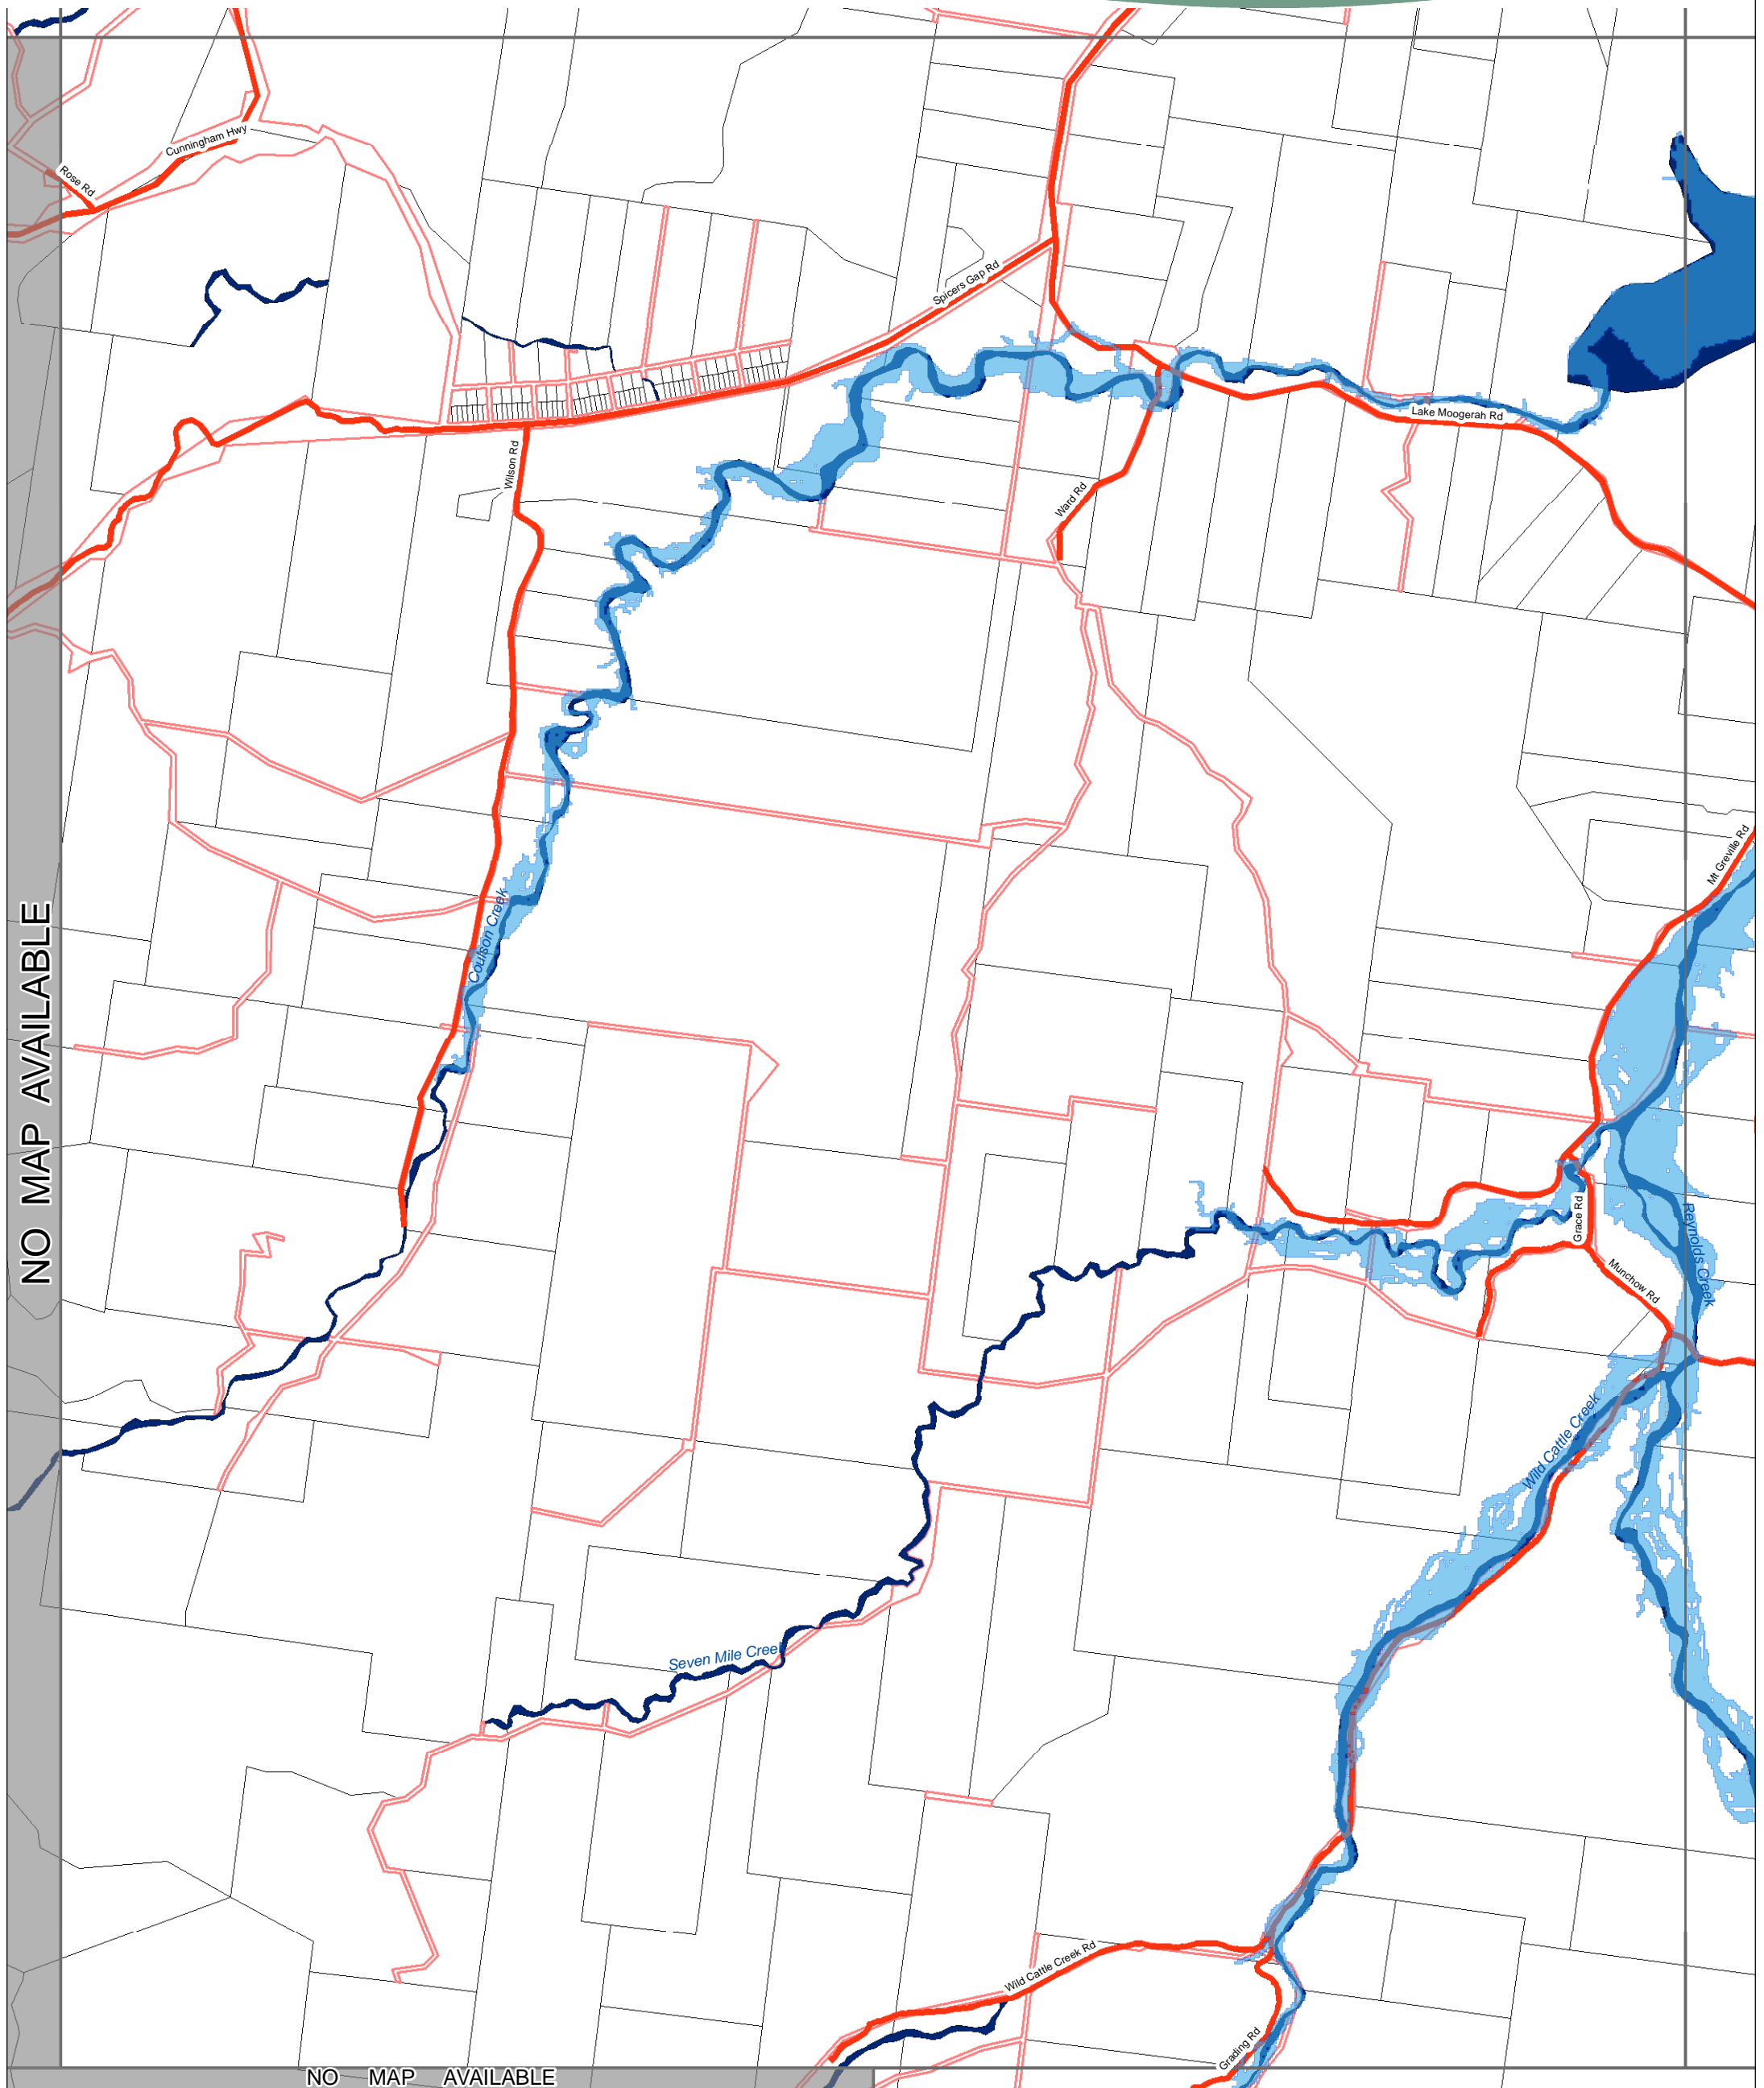 Cunningham Hwy
Rose Rd
Spicers Gap Rd
Lake Moogerah Rd
Wilson Rd
Ward Rd
Mt Greville Rd
Coulson Creek
NO MAP AVAILABLE
Grace Rd
Reynolds Creek
Munchow Rd
Wild Cattle Creek
Seven Mile Creek
Wild Cattle Creek Rd
Grading Rd
NO MAP AVAILABLE